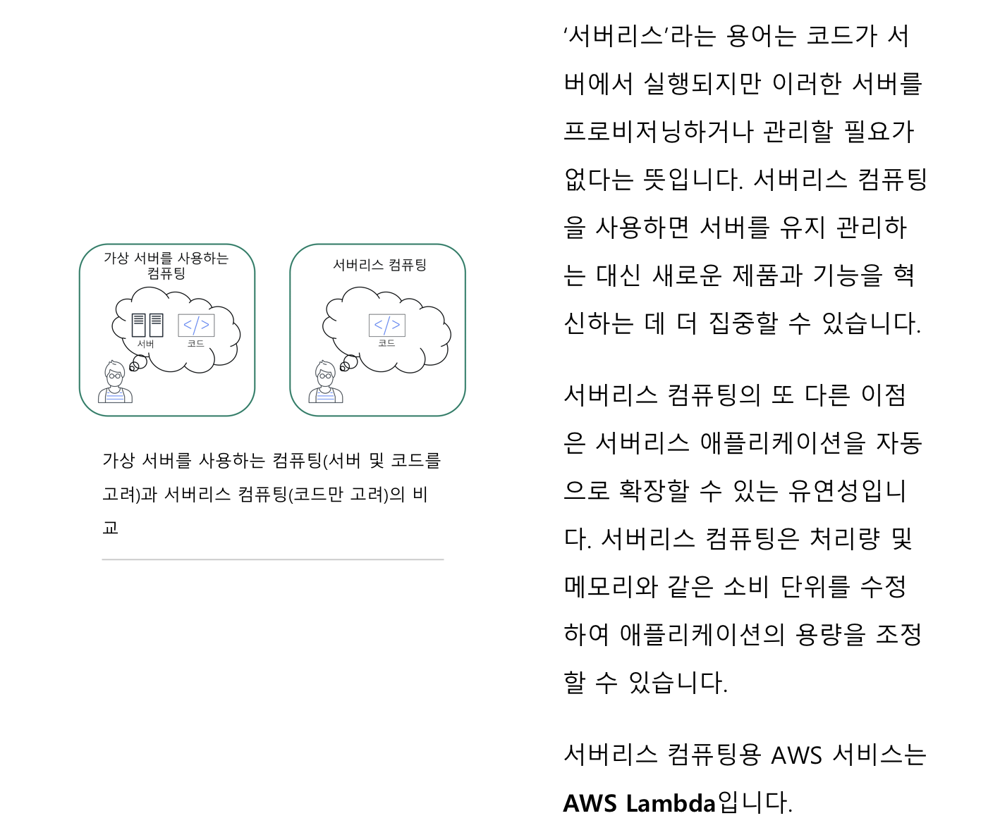 가상 서버를 사용하는
컴퓨팅
서버
코드
서버리스 컴퓨팅
코드
가상 서버를 사용하는 컴퓨팅(서버 및 코드를
고려)과 서버리스 컴퓨팅(코드만 고려)의 비
교
‘서버리스’라는 용어는 코드가 서
버에서 실행되지만 이러한 서버를
프로비저닝하거나 관리할 필요가
없다는 뜻입니다. 서버리스 컴퓨팅
을 사용하면 서버를 유지 관리하
는 대신 새로운 제품과 기능을 혁
신하는 데 더 집중할 수 있습니다.
서버리스 컴퓨팅의 또 다른 이점
은 서버리스 애플리케이션을 자동
으로 확장할 수 있는 유연성입니
다. 서버리스 컴퓨팅은 처리량 및
메모리와 같은 소비 단위를 수정
하여 애플리케이션의 용량을 조정
할 수 있습니다.
서버리스 컴퓨팅용 AWS 서비스는
AWS Lambda입니다.